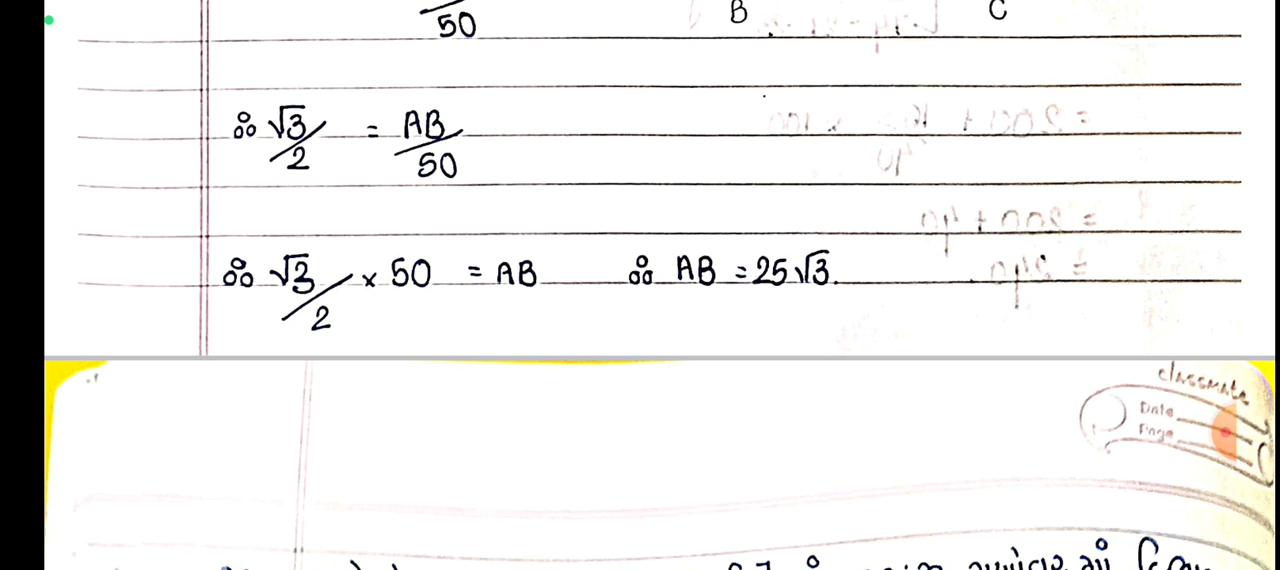 50 B C
∴ √3/2 = AB/50
∴ √3/2 × 50 = AB ∴ AB = 25√3.
classmate
Date
Page